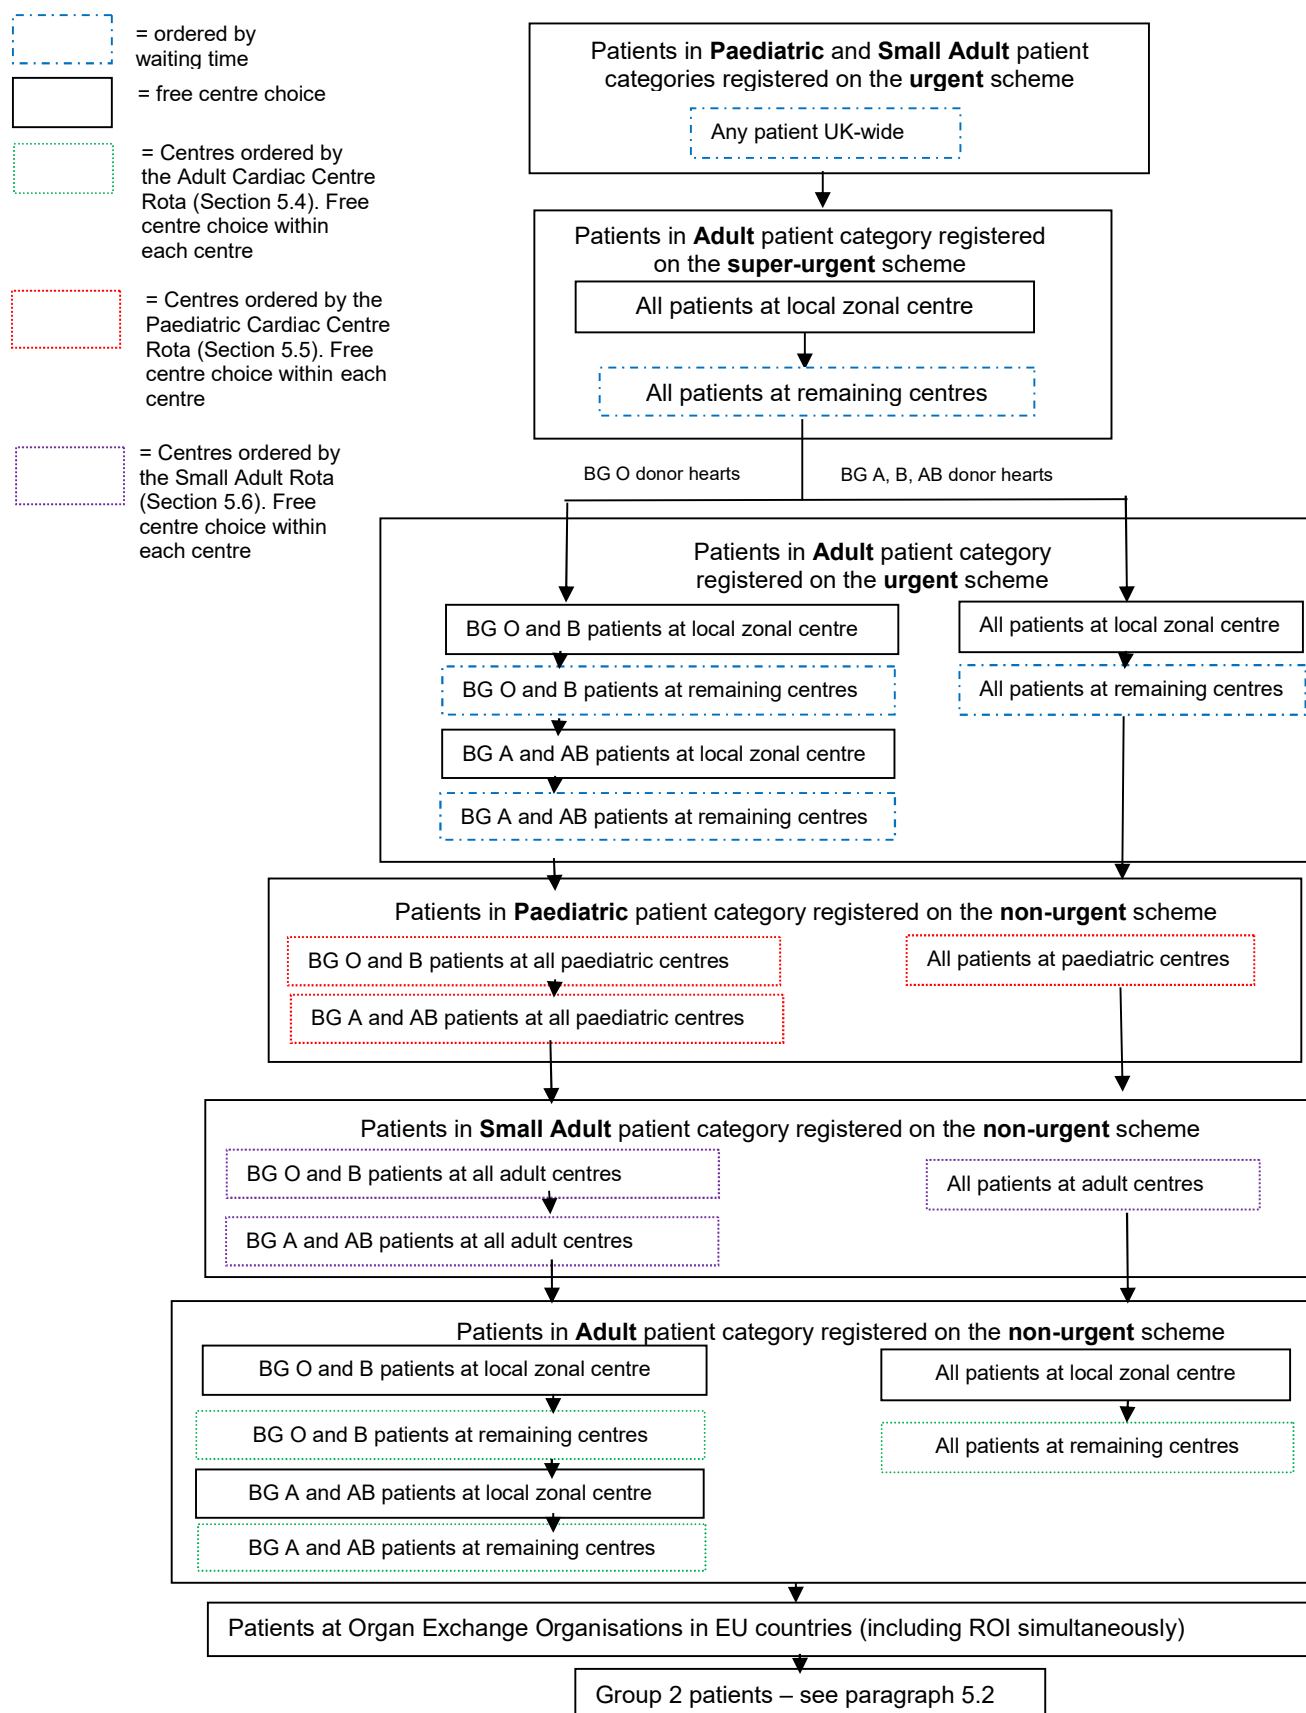 = ordered by
waiting time
= free centre choice
= Centres ordered by
the Adult Cardiac Centre
Rota (Section 5.4). Free
centre choice within
each centre
= Centres ordered by the
Paediatric Cardiac Centre
Rota (Section 5.5). Free
centre choice within each
centre
= Centres ordered by
the Small Adult Rota
(Section 5.6). Free
centre choice within
each centre
Patients in Paediatric and Small Adult patient
categories registered on the urgent scheme
Any patient UK-wide
Patients in Adult patient category registered
on the super-urgent scheme
All patients at local zonal centre
All patients at remaining centres
BG O donor hearts
BG A, B, AB donor hearts
Patients in Adult patient category
registered on the urgent scheme
BG O and B patients at local zonal centre
BG O and B patients at remaining centres
BG A and AB patients at local zonal centre
BG A and AB patients at remaining centres
All patients at local zonal centre
All patients at remaining centres
Patients in Paediatric patient category registered on the non-urgent scheme
BG O and B patients at all paediatric centres
BG A and AB patients at all paediatric centres
All patients at paediatric centres
Patients in Small Adult patient category registered on the non-urgent scheme
BG O and B patients at all adult centres
BG A and AB patients at all adult centres
All patients at adult centres
Patients in Adult patient category registered on the non-urgent scheme
BG O and B patients at local zonal centre
BG O and B patients at remaining centres
BG A and AB patients at local zonal centre
BG A and AB patients at remaining centres
All patients at local zonal centre
All patients at remaining centres
Patients at Organ Exchange Organisations in EU countries (including ROI simultaneously)
Group 2 patients – see paragraph 5.2